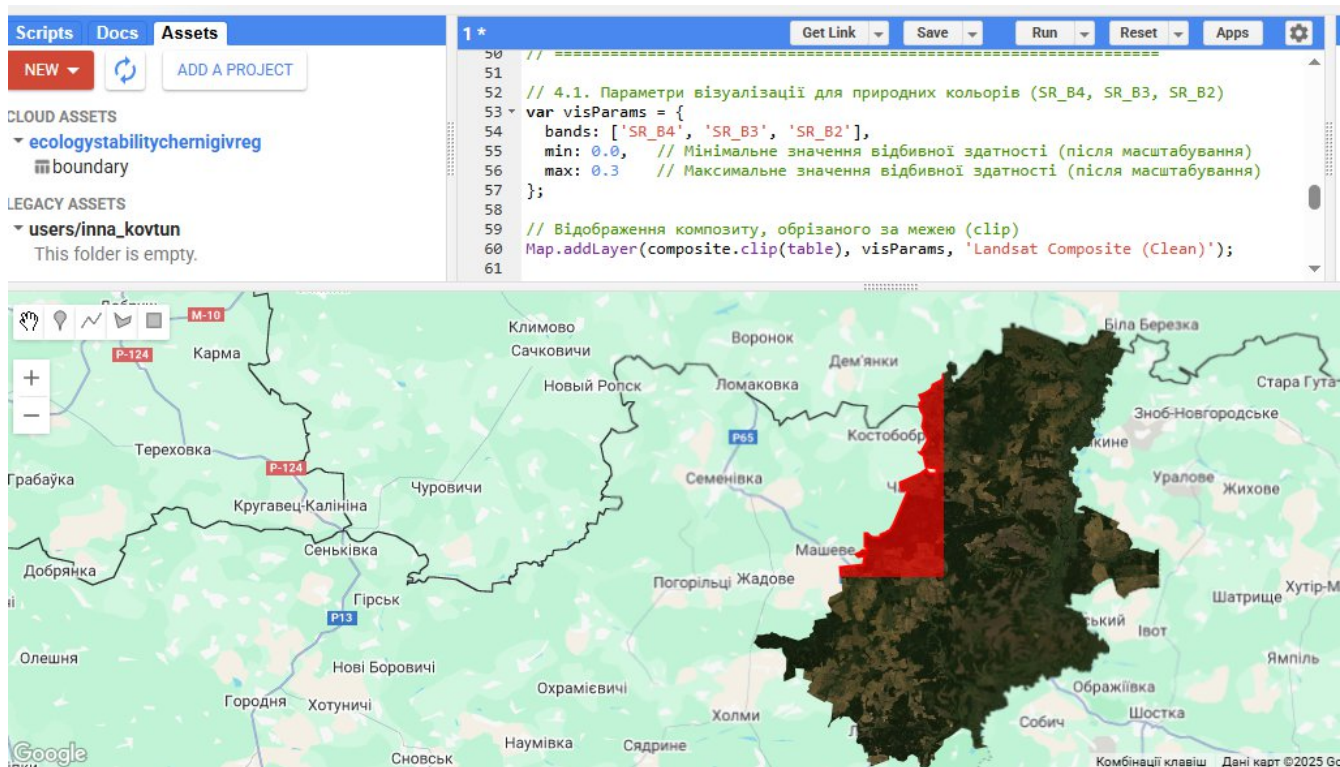 Scripts Docs Assets
NEW
ADD A PROJECT
CLOUD ASSETS
ecologystabilitychernigivreg
boundary
LEGACY ASSETS
users/inna_kovtun
This folder is empty.
1 *
Get Link Save Run Reset Apps
50 // ==============================================================
51
52 // 4.1. Параметри візуалізації для природних кольорів (SR_B4, SR_B3, SR_B2)
53 var visParams = {
54 bands: ['SR_B4', 'SR_B3', 'SR_B2'],
55 min: 0.0, // Мінімальне значення відбивної здатності (після масштабування)
56 max: 0.3 // Максимальне значення відбивної здатності (після масштабування)
57 };
58
59 // Відображення композиту, обрізаного за межею (clip)
60 Map.addLayer(composite.clip(table), visParams, 'Landsat Composite (Clean)');
61
М-10
Климово
Біла Березка
Воронок
Р-124
Карма
Сачковичи
Дем'янки
+
Новый Ропск
Ломаковка
Стара Гута
−
Зноб-Новгородське
Р65
Костобобр
Тереховка
Р-124
Семенівка
Уралове
Грабаўка
Чуровичи
Жихове
Кругавец-Калініна
Сеньківка
Машеве
Добрянка
Погорільці
Жадове
Гірськ
Шатрище
Хутір-М
Р13
Івот
Олешня
Нові Боровичі
Ямпіль
Охрамієвичі
Ображіївка
Городня
Хотуничі
Холми
Шостка
Собич
Наумівка
Сядрине
Google
Сновськ
Комбінації клавіш Дані карт ©2025 Go